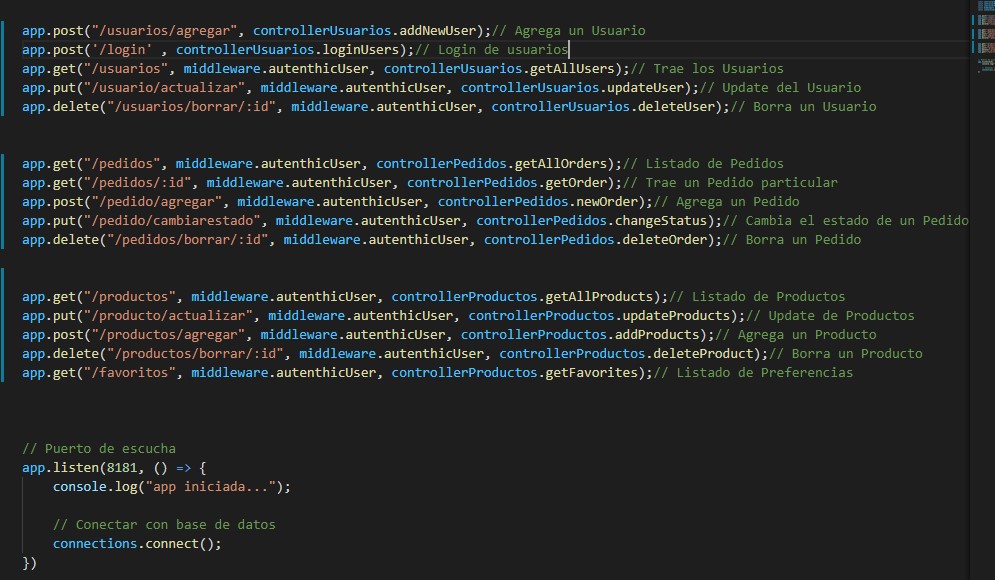 app.post("/usuarios/agregar", controllerUsuarios.addNewUser);// Agrega un Usuario
app.post('/login' , controllerUsuarios.loginUsers);// Login de usuarios
app.get("/usuarios", middleware.autenthicUser, controllerUsuarios.getAllUsers);// Trae los Usuarios
app.put("/usuario/actualizar", middleware.autenthicUser, controllerUsuarios.updateUser);// Update del Usuario
app.delete("/usuarios/borrar/:id", middleware.autenthicUser, controllerUsuarios.deleteUser);// Borra un Usuario
app.get("/pedidos", middleware.autenthicUser, controllerPedidos.getAllOrders);// Listado de Pedidos
app.get("/pedidos/:id", middleware.autenthicUser, controllerPedidos.getOrder);// Trae un Pedido particular
app.post("/pedido/agregar", middleware.autenthicUser, controllerPedidos.newOrder);// Agrega un Pedido
app.put("/pedido/cambiarestado", middleware.autenthicUser, controllerPedidos.changeStatus);// Cambia el estado de un Pedido
app.delete("/pedidos/borrar/:id", middleware.autenthicUser, controllerPedidos.deleteOrder);// Borra un Pedido
app.get("/productos", middleware.autenthicUser, controllerProductos.getAllProducts);// Listado de Productos
app.put("/producto/actualizar", middleware.autenthicUser, controllerProductos.updateProducts);// Update de Productos
app.post("/productos/agregar", middleware.autenthicUser, controllerProductos.addProducts);// Agrega un Producto
app.delete("/productos/borrar/:id", middleware.autenthicUser, controllerProductos.deleteProduct);// Borra un Producto
app.get("/favoritos", middleware.autenthicUser, controllerProductos.getFavorites);// Listado de Preferencias
// Puerto de escucha
app.listen(8181, () => {
console.log("app iniciada...");
// Conectar con base de datos
connections.connect();
})